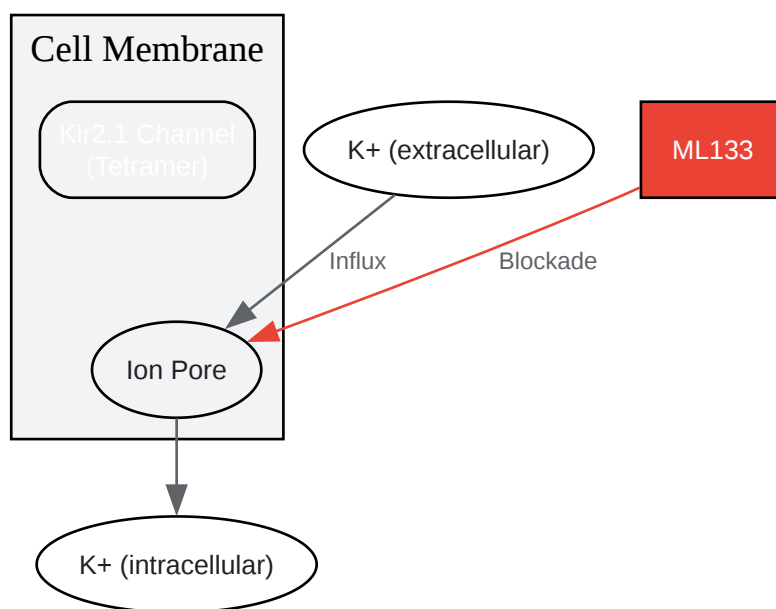 Cell Membrane
Kir2.1 Channel
(Tetramer)
K+ (extracellular)
ML133
Influx
Blockade
Ion Pore
K+ (intracellular)